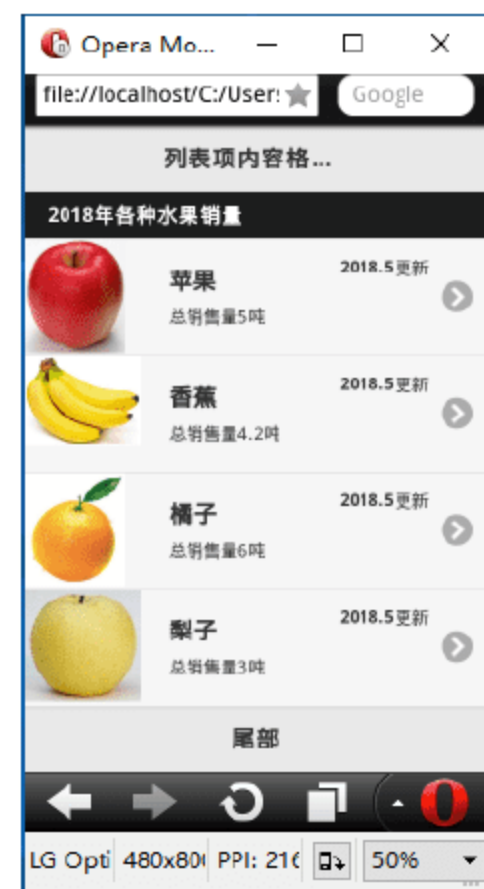 Opera Mo...
file://localhost/C:/User:
Google
列表项内容格...
2018年各种水果销量
苹果
2018.5更新
总销售量5吨
香蕉
2018.5更新
总销售量4.2吨
橘子
2018.5更新
总销售量6吨
梨子
2018.5更新
总销售量3吨
尾部
LG Opti 480x80 PPI: 216 50%